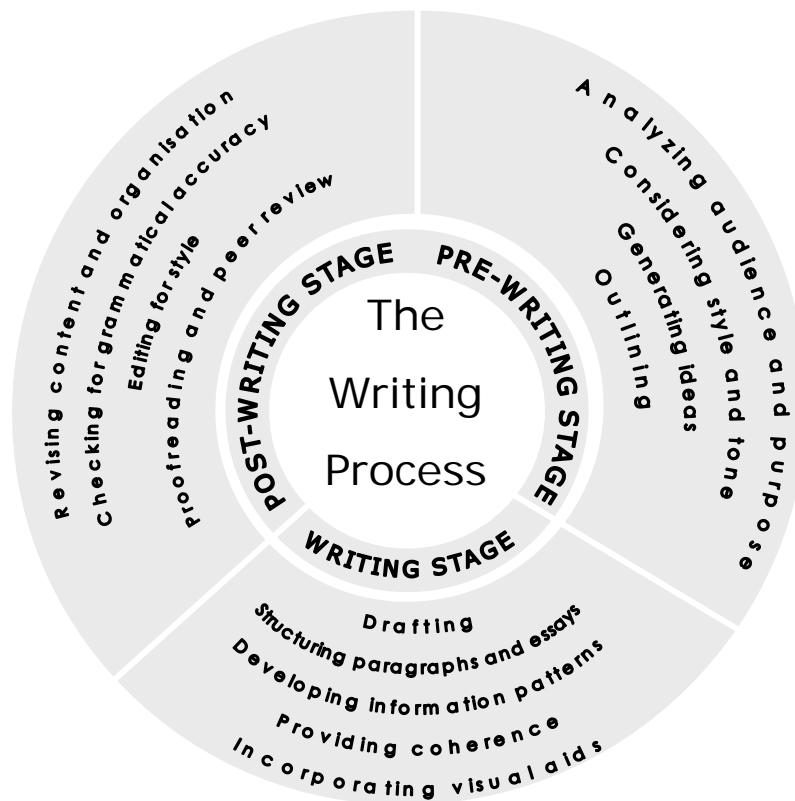 The
Writing
Process
PRE-WRITING STAGE
Analyzing audience and purpose
Considering style and tone
Generating ideas
Outlining
WRITING STAGE
Drafting
Structuring paragraphs and essays
Developing information patterns
Providing coherence
Incorporating visual aids
POST-WRITING STAGE
Revising content and organisation
Checking for grammatical accuracy
Editing for style
Proofreading and peer review